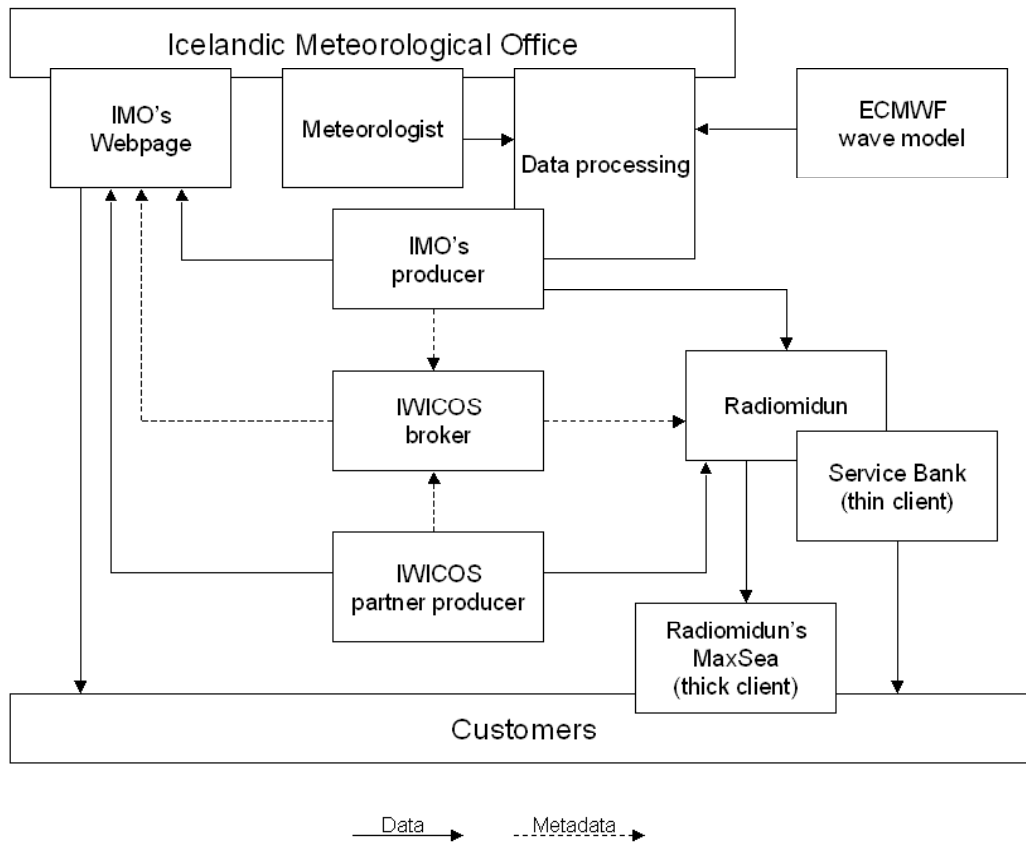 Icelandic Meteorological Office
IMO's
Webpage
Meteorologist
Data processing
ECMWF
wave model
IMO's
producer
IWICOS
broker
Radiomidun
Service Bank
(thin client)
IWICOS
partner producer
Radiomidun's
MaxSea
(thick client)
Customers
Data
Metadata